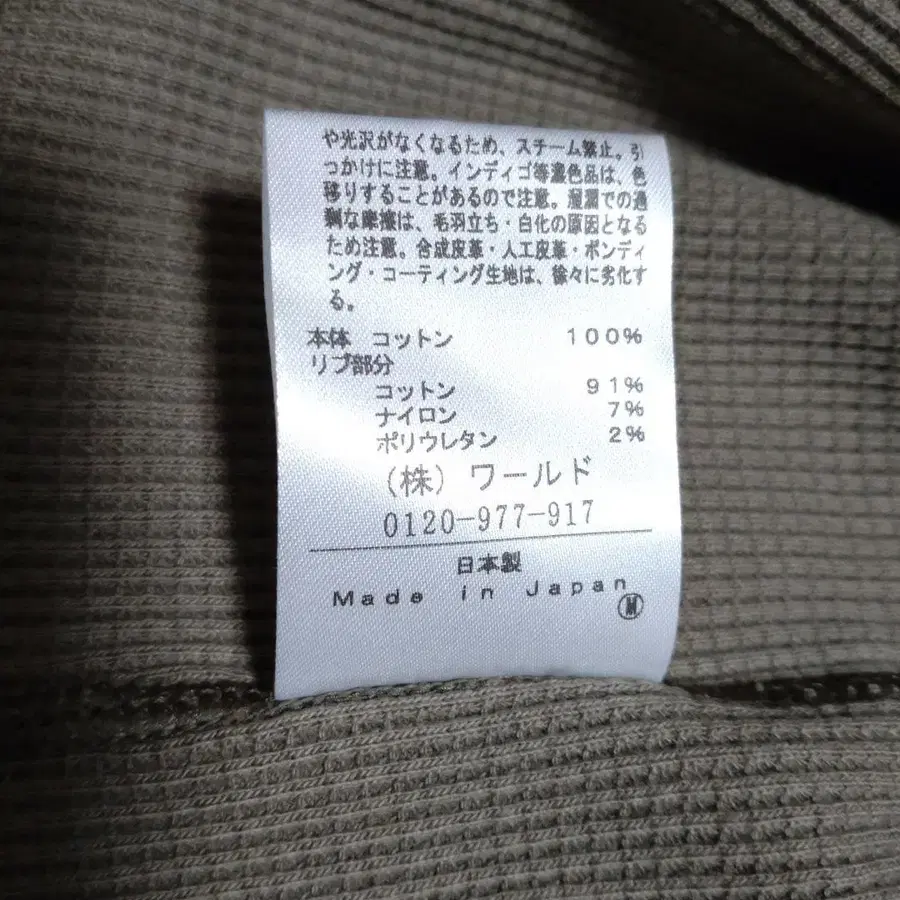 や光沢がなくなるため、スチーム禁止。引
っかけに注意。インディゴ等濃色品は、色
移りすることがあるので注意。湿潤での過
剰な摩擦は、毛羽立ち・白化の原因となる
ため注意。合成皮革・人工皮革・ボンディ
ング・コーティング生地は、徐々に劣化す
る。
本体 コットン 100%
リブ部分
コットン 91%
ナイロン 7%
ポリウレタン 2%
(株) ワールド
0120-977-917
日本製
Made in Japan
Ⓜ